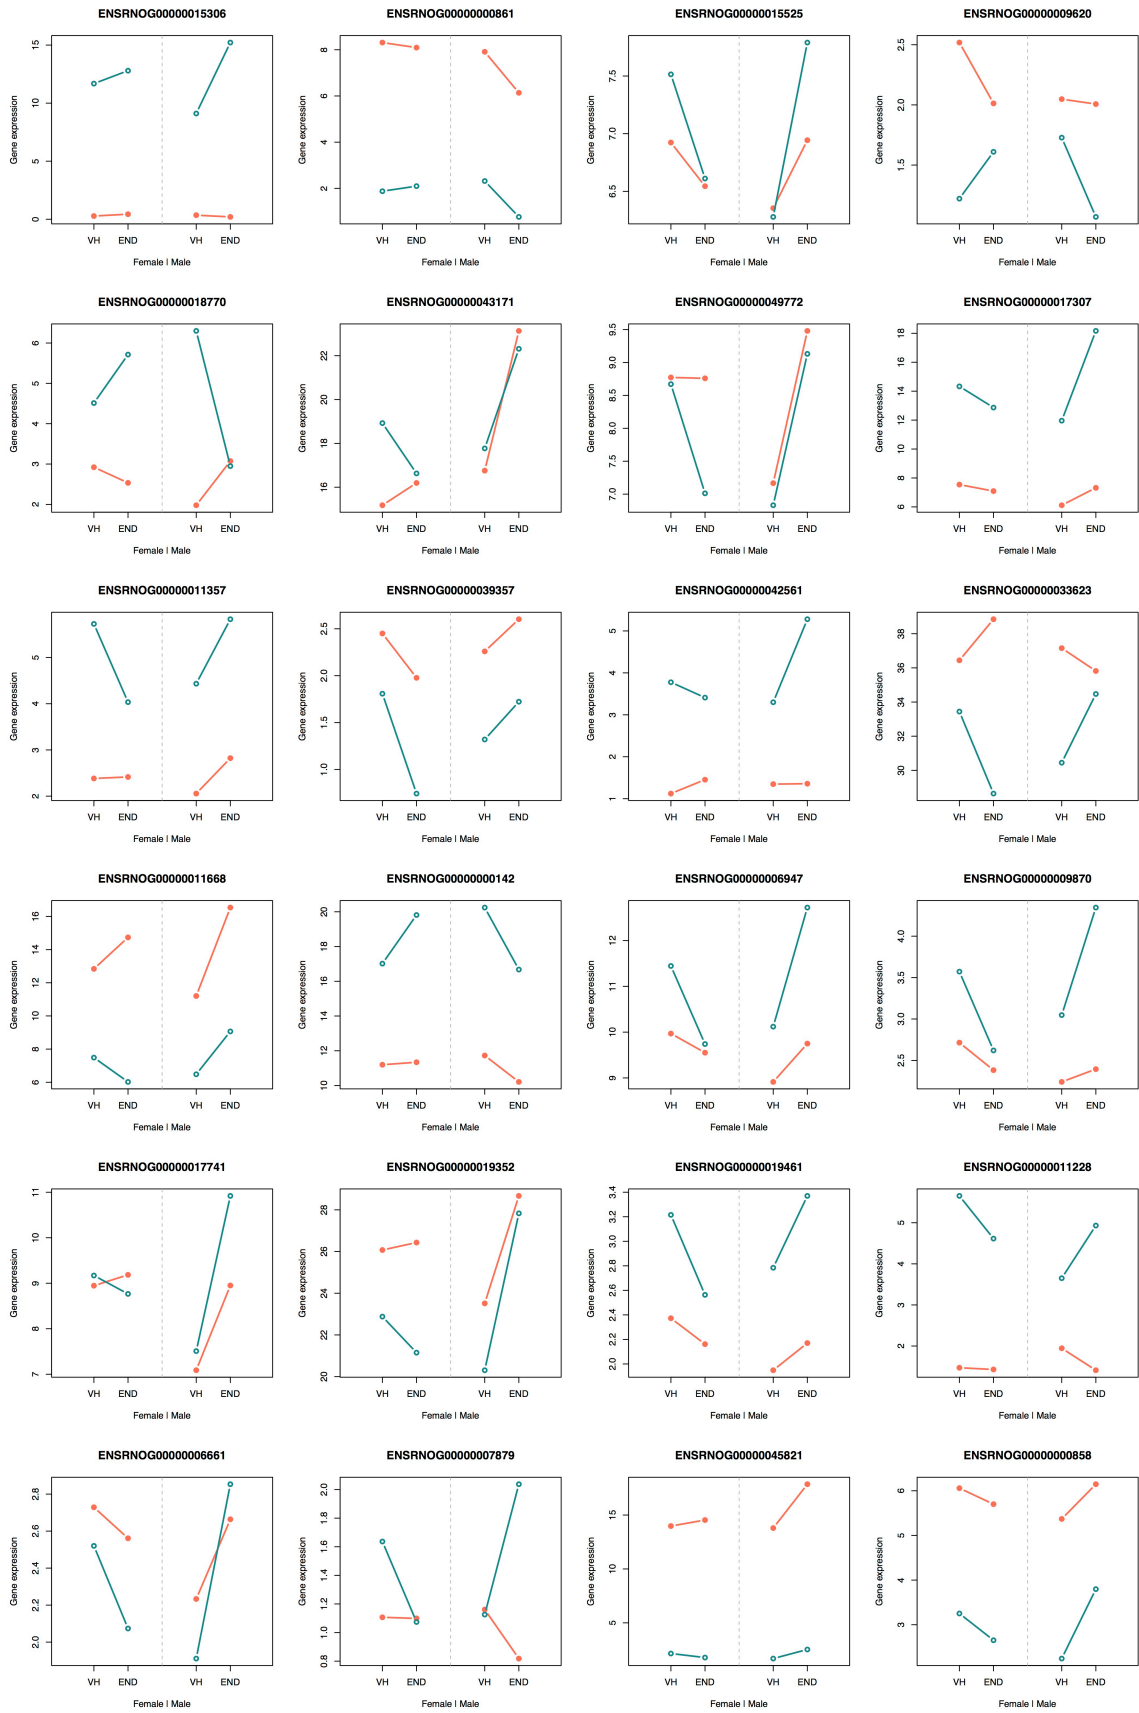 ENSRNOG00000015306
Gene expression
0 5 10 15
VH END VH END
Female | Male
ENSRNOG00000000861
Gene expression
2 4 6 8
VH END VH END
Female | Male
ENSRNOG00000015525
Gene expression
6.5 7.0 7.5
VH END VH END
Female | Male
ENSRNOG00000009620
Gene expression
1.5 2.0 2.5
VH END VH END
Female | Male
ENSRNOG00000018770
Gene expression
2 3 4 5 6
VH END VH END
Female | Male
ENSRNOG00000043171
Gene expression
16 18 20 22
VH END VH END
Female | Male
ENSRNOG00000049772
Gene expression
7.0 7.5 8.0 8.5 9.0 9.5
VH END VH END
Female | Male
ENSRNOG00000017307
Gene expression
6 8 10 12 14 16 18
VH END VH END
Female | Male
ENSRNOG00000011357
Gene expression
2 3 4 5
VH END VH END
Female | Male
ENSRNOG00000039357
Gene expression
1.0 1.5 2.0 2.5
VH END VH END
Female | Male
ENSRNOG00000042561
Gene expression
1 2 3 4 5
VH END VH END
Female | Male
ENSRNOG00000033623
Gene expression
30 32 34 36 38
VH END VH END
Female | Male
ENSRNOG00000011668
Gene expression
6 8 10 12 14 16
VH END VH END
Female | Male
ENSRNOG00000000142
Gene expression
10 12 14 16 18 20
VH END VH END
Female | Male
ENSRNOG00000006947
Gene expression
9 10 11 12
VH END VH END
Female | Male
ENSRNOG00000009870
Gene expression
2.5 3.0 3.5 4.0
VH END VH END
Female | Male
ENSRNOG00000017741
Gene expression
7 8 9 10 11
VH END VH END
Female | Male
ENSRNOG00000019352
Gene expression
20 22 24 26 28
VH END VH END
Female | Male
ENSRNOG00000019461
Gene expression
2.0 2.2 2.4 2.6 2.8 3.0 3.2 3.4
VH END VH END
Female | Male
ENSRNOG00000011228
Gene expression
2 3 4 5
VH END VH END
Female | Male
ENSRNOG00000006661
Gene expression
2.0 2.2 2.4 2.6 2.8
VH END VH END
Female | Male
ENSRNOG00000007879
Gene expression
0.8 1.0 1.2 1.4 1.6 1.8 2.0
VH END VH END
Female | Male
ENSRNOG00000045821
Gene expression
5 10 15
VH END VH END
Female | Male
ENSRNOG00000000858
Gene expression
3 4 5 6
VH END VH END
Female | Male